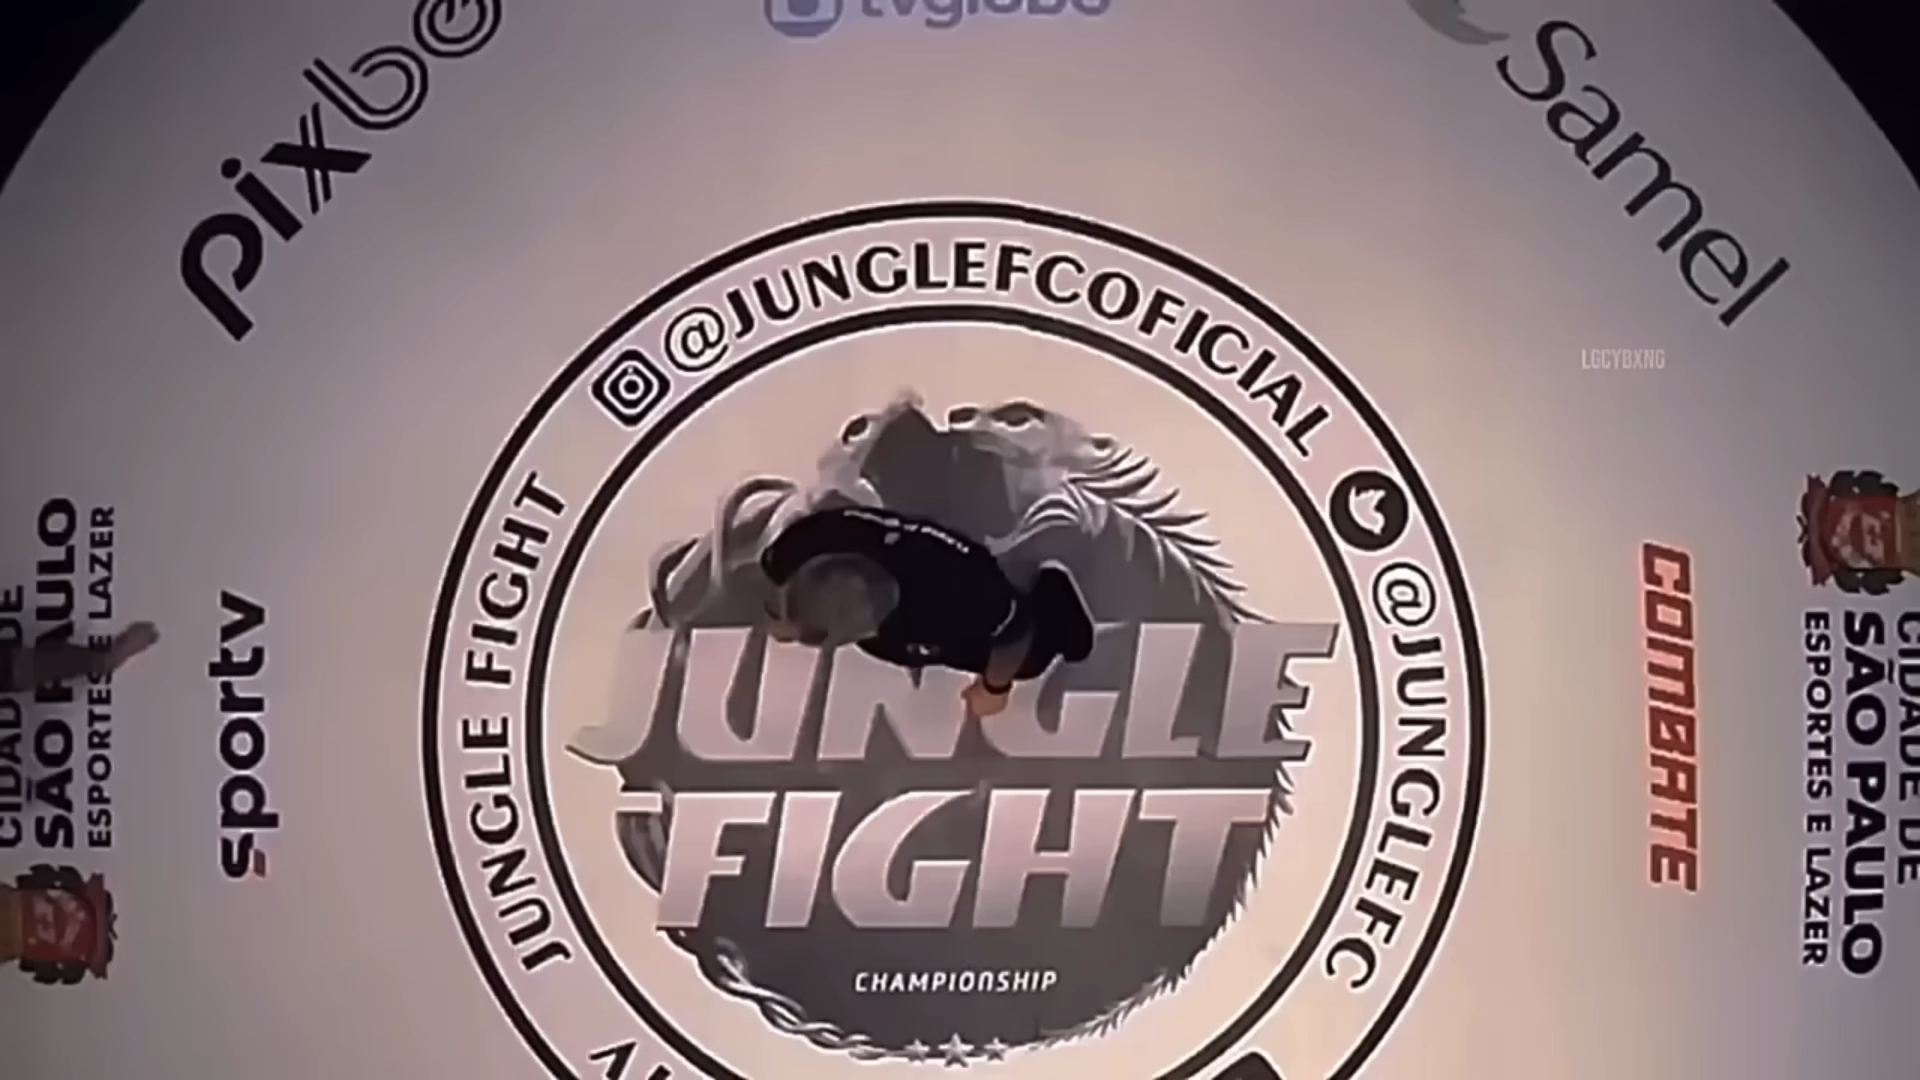 tvglobo
pixbe
Samel
@JUNGLEFCOFICIAL
LGCYBXNG
JUNGLE FIGHT
@JUNGLEFC
CIDADE DE
SÃO PAULO
ESPORTES E LAZER
sportv
COMBATE
CIDADE DE
SÃO PAULO
ESPORTES E LAZER
JUNGLE
FIGHT
CHAMPIONSHIP